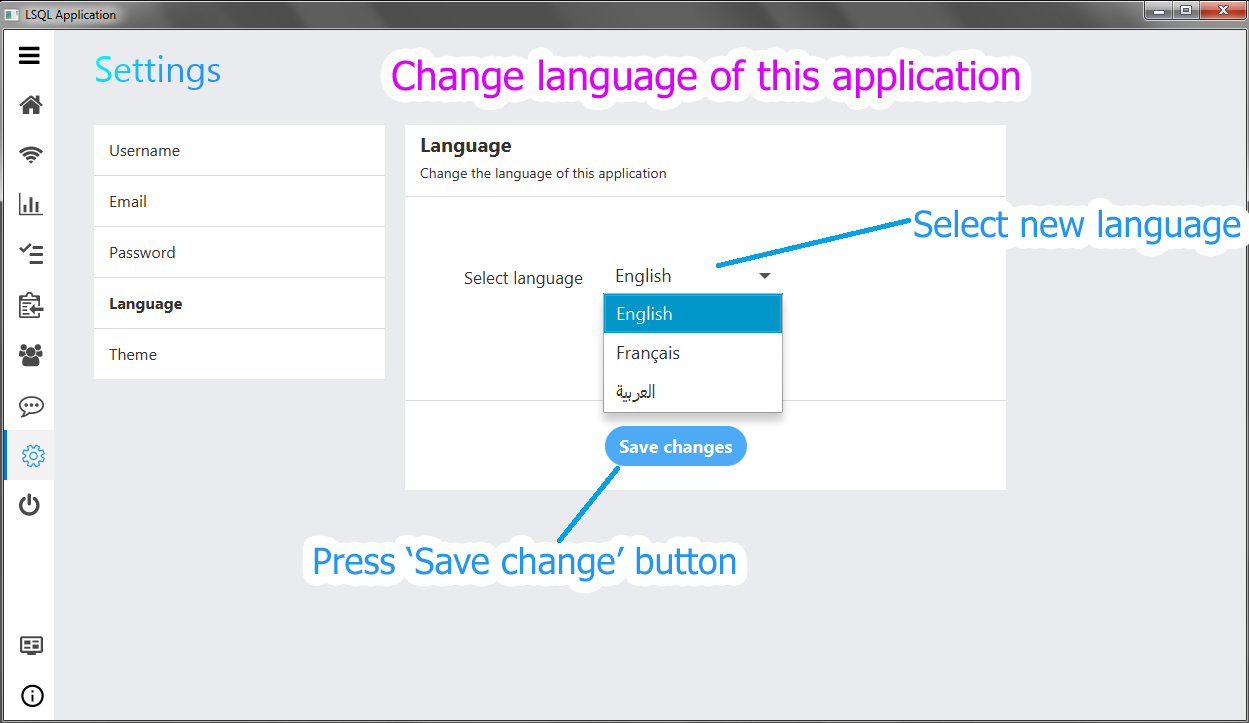 LSQL Application
Settings
Change language of this application
Username
Email
Password
Language
Theme
Language
Change the language of this application
Select new language
Select language
English
English
Français
العربية
Save changes
Press ‘Save change’ button